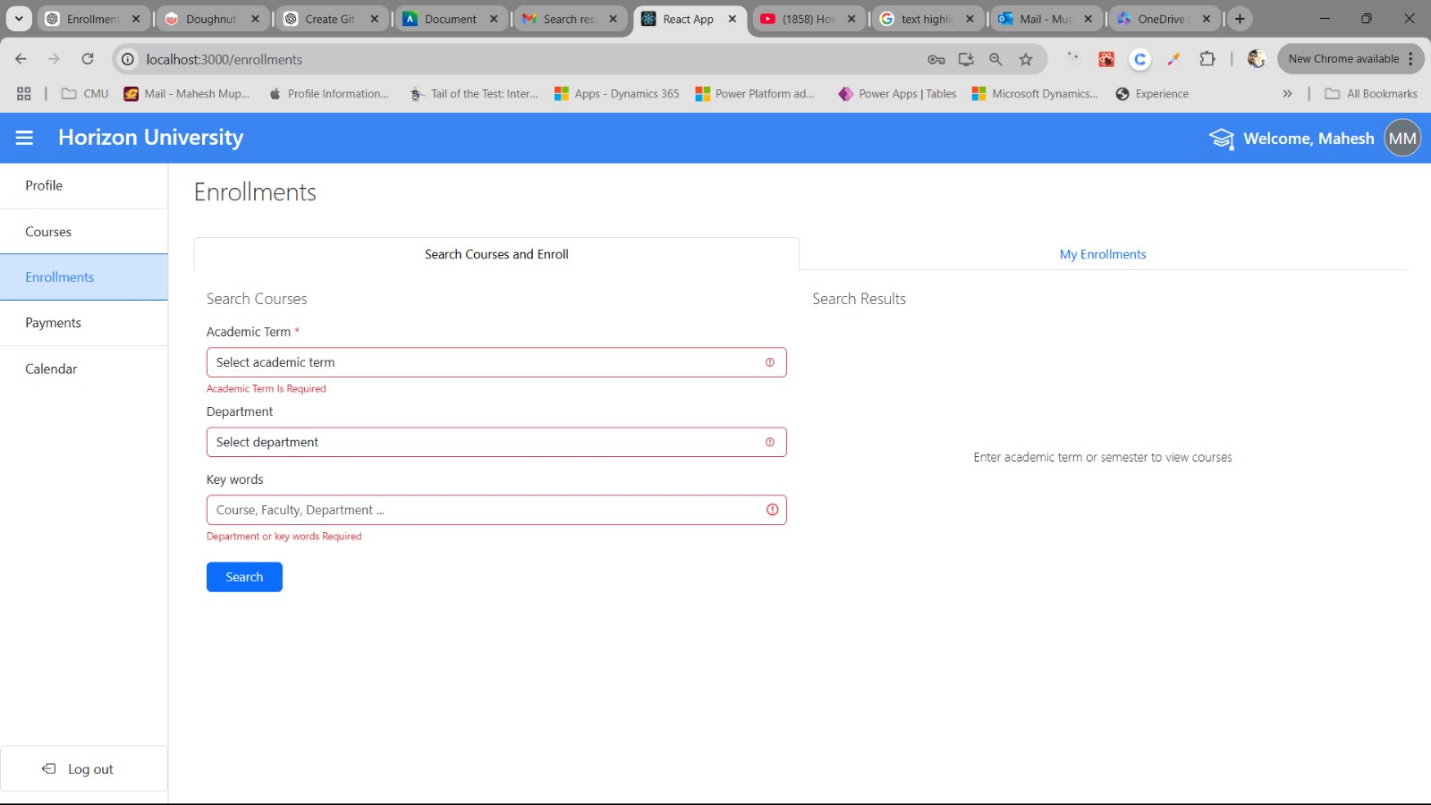 Enrollment
Doughnut
Create Git
Document
Search res
React App
(1858) Ho
text highli
Mail - Mu
OneDrive
localhost:3000/enrollments
New Chrome available
CMU
Mail - Mahesh Mup...
Profile Information...
Tail of the Test: Inter...
Apps - Dynamics 365
Power Platform ad...
Power Apps | Tables
Microsoft Dynamics...
Experience
All Bookmarks
Horizon University
Welcome, Mahesh
MM
Profile
Courses
Enrollments
Payments
Calendar
Log out
Enrollments
Search Courses and Enroll
My Enrollments
Search Courses
Academic Term *
Select academic term
Academic Term Is Required
Department
Select department
Key words
Course, Faculty, Department ...
Department or key words Required
Search
Search Results
Enter academic term or semester to view courses